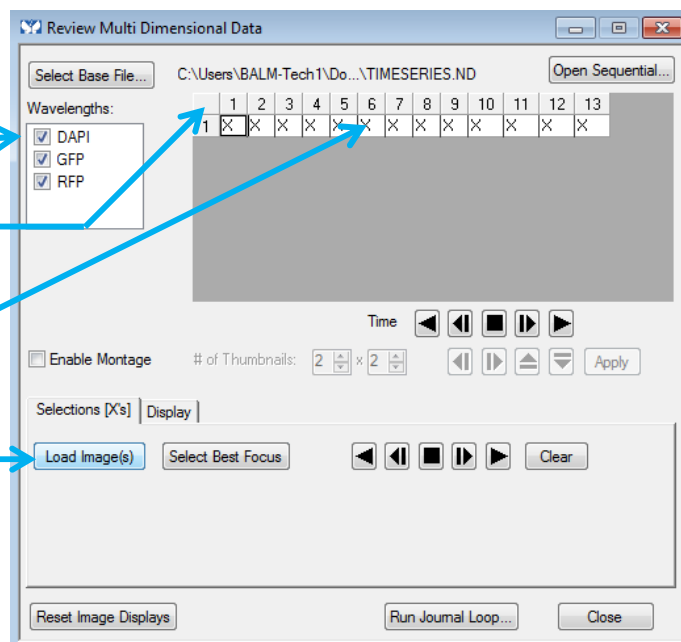 Review Multi Dimensional Data
Select Base File... C:\Users\BALM-Tech1\Do...\TIMESERIES.ND Open Sequential...
Wavelengths: 1 2 3 4 5 6 7 8 9 10 11 12 13
1 X X X X X X X X X X X X X
DAPI
GFP
RFP
Time
Enable Montage # of Thumbnails: 2 x 2 Apply
Selections [X's] Display
Load Image(s) Select Best Focus Clear
Reset Image Displays Run Journal Loop... Close